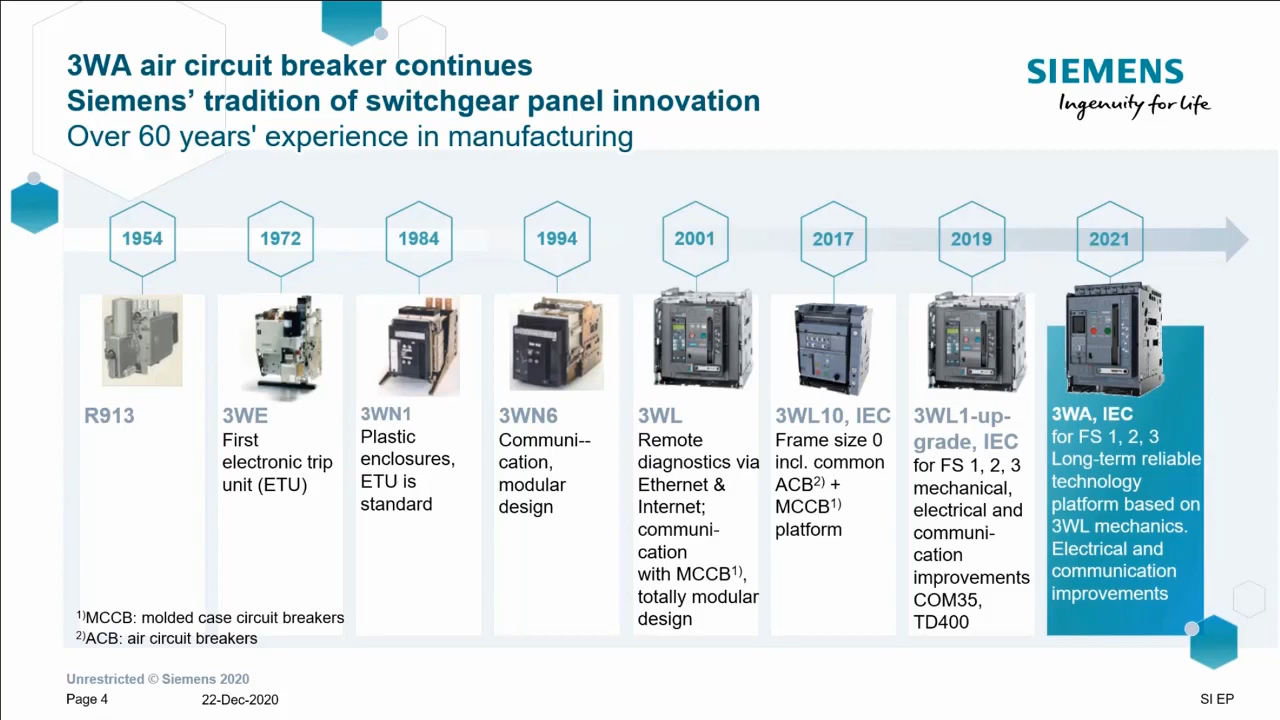 3WA air circuit breaker continues
Siemens’ tradition of switchgear panel innovation
Over 60 years' experience in manufacturing
SIEMENS
Ingenuity for life
1954
1972
1984
1994
2001
2017
2019
2021
R913
3WE
First
electronic trip
unit (ETU)
3WN1
Plastic
enclosures,
ETU is
standard
3WN6
Communi--
cation,
modular
design
3WL
Remote
diagnostics via
Ethernet &
Internet;
communi-
cation
with MCCB1),
totally modular
design
3WL10, IEC
Frame size 0
incl. common
ACB2) +
MCCB1)
platform
3WL1-up-
grade, IEC
for FS 1, 2, 3
mechanical,
electrical and
communi-
cation
improvements
COM35,
TD400
3WA, IEC
for FS 1, 2, 3
Long-term reliable
technology
platform based on
3WL mechanics.
Electrical and
communication
improvements
1)MCCB: molded case circuit breakers
2)ACB: air circuit breakers
Unrestricted © Siemens 2020
Page 4
22-Dec-2020
SI EP